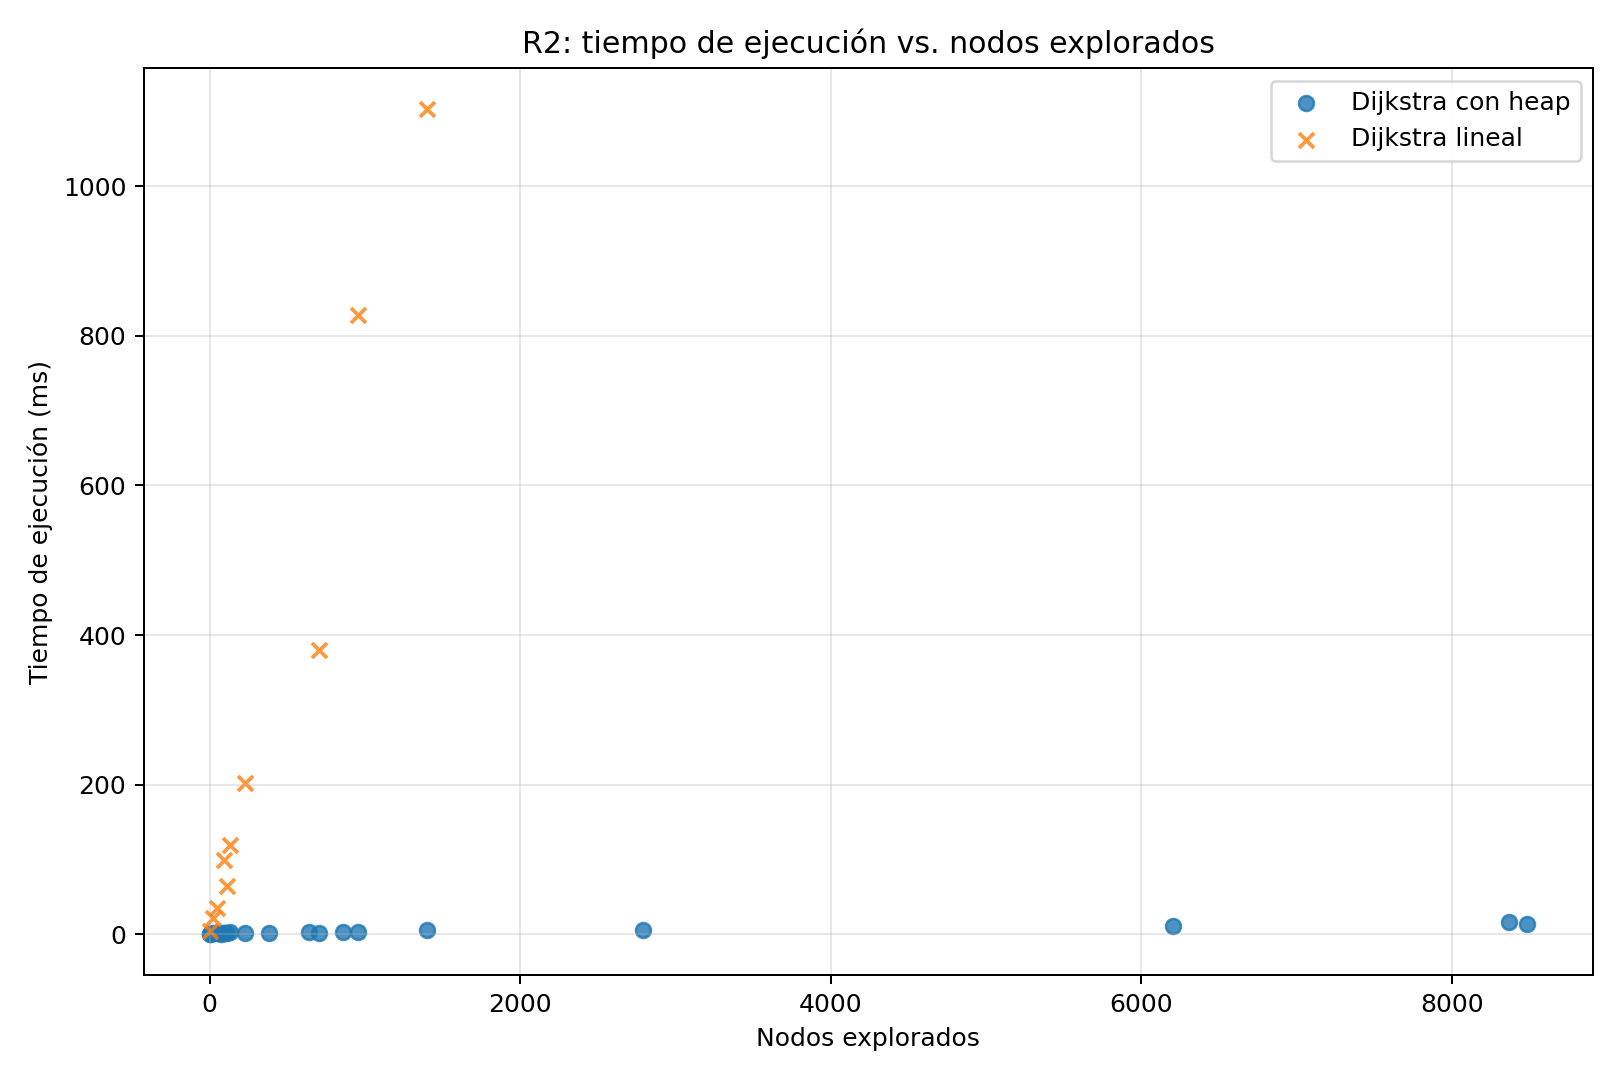 R2: tiempo de ejecución vs. nodos explorados
Dijkstra con heap
Dijkstra lineal
Tiempo de ejecución (ms)
1000
800
600
400
200
0
0 2000 4000 6000 8000
Nodos explorados